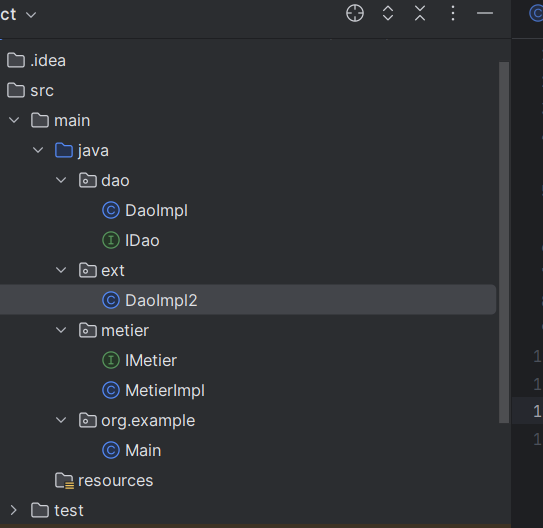 ct
.idea
src
main
java
dao
C DaoImpl
I IDao
ext
C DaoImpl2
metier
I IMetier
C MetierImpl
org.example
C Main
resources
test
C
1
1
1
1